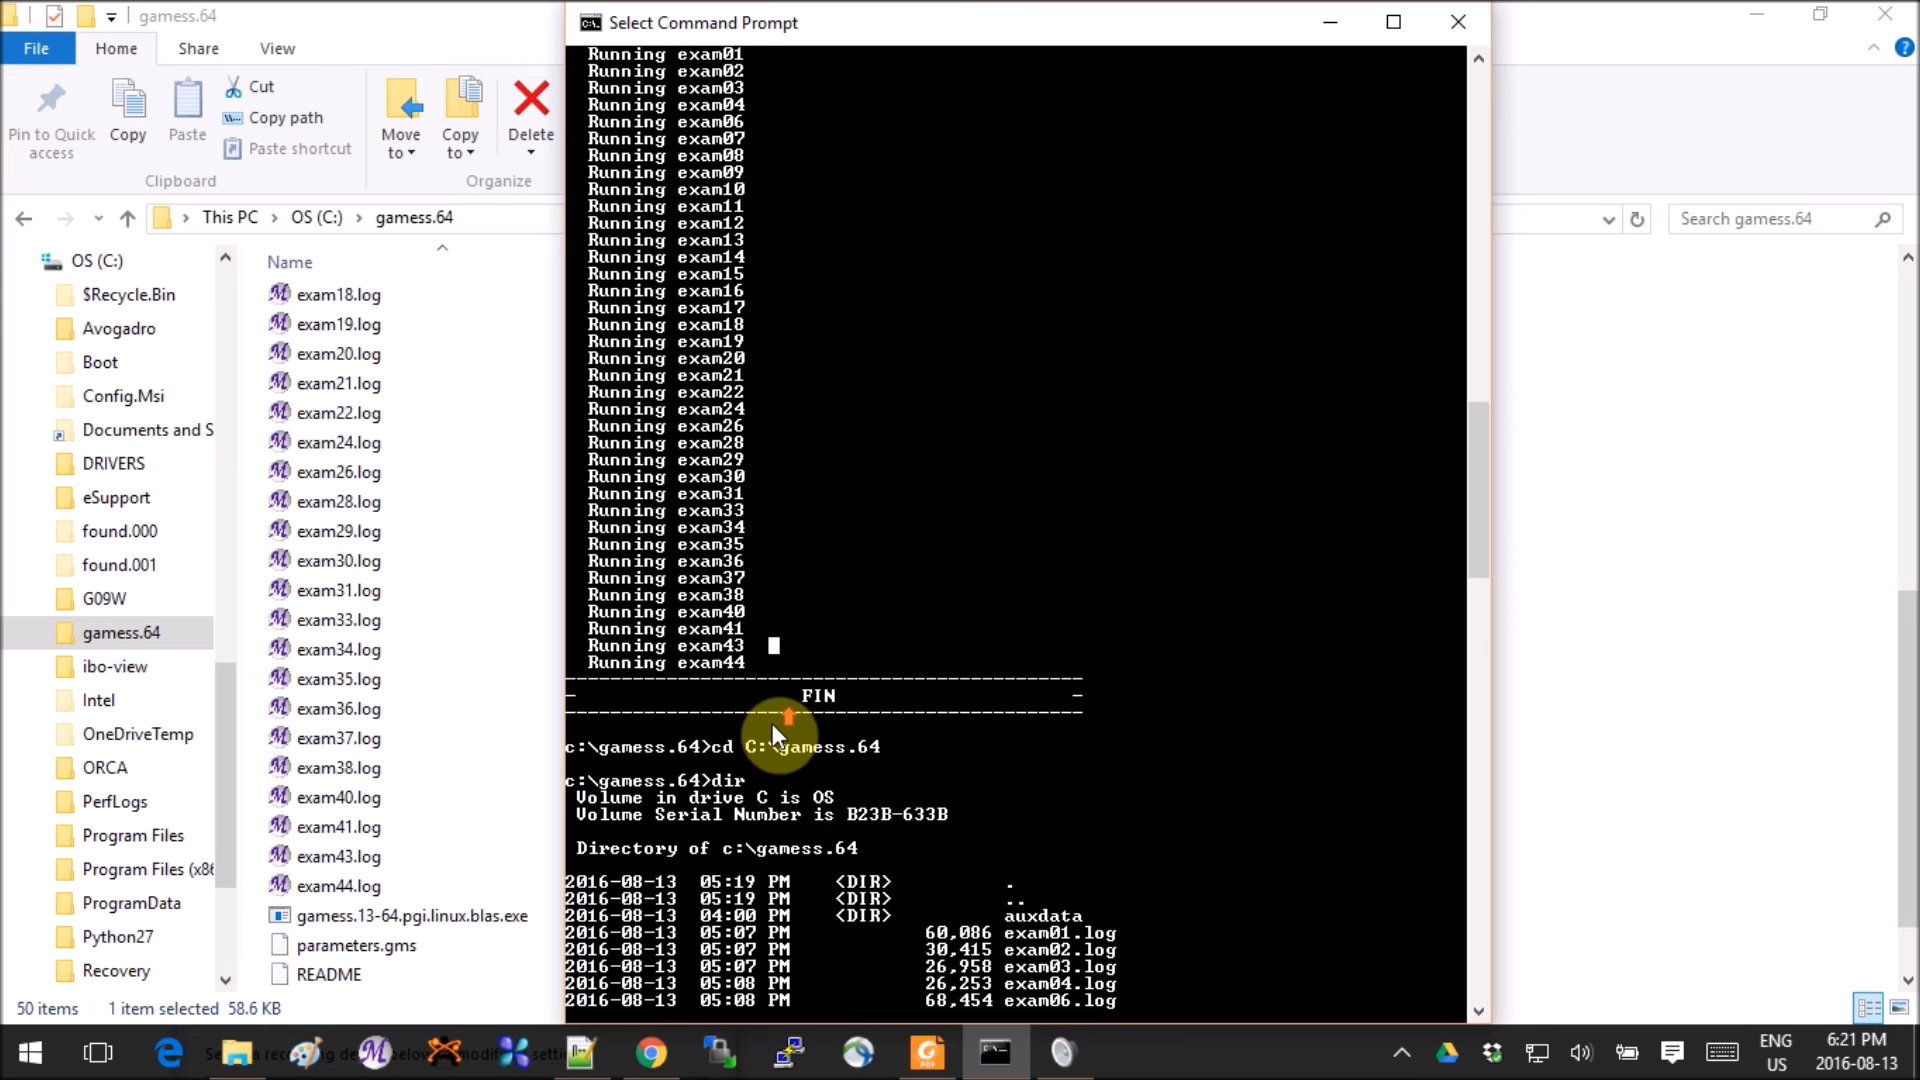 gamess.64
File
Home
Share
View
Pin to Quick access
Copy
Paste
Cut
Copy path
Paste shortcut
Move to
Copy to
Delete
Clipboard
Organize
This PC > OS (C:) > gamess.64
Search gamess.64
OS (C:)
$Recycle.Bin
Avogadro
Boot
Config.Msi
Documents and S
DRIVERS
eSupport
found.000
found.001
G09W
gamess.64
ibo-view
Intel
OneDriveTemp
ORCA
PerfLogs
Program Files
Program Files (x86
ProgramData
Python27
Recovery
Name
exam18.log
exam19.log
exam20.log
exam21.log
exam22.log
exam24.log
exam26.log
exam28.log
exam29.log
exam30.log
exam31.log
exam33.log
exam34.log
exam35.log
exam36.log
exam37.log
exam38.log
exam40.log
exam41.log
exam43.log
exam44.log
gamess.13-64.pgi.linux.blas.exe
parameters.gms
README
50 items
1 item selected 58.6 KB
Select Command Prompt
Running exam01
Running exam02
Running exam03
Running exam04
Running exam06
Running exam07
Running exam08
Running exam09
Running exam10
Running exam11
Running exam12
Running exam13
Running exam14
Running exam15
Running exam16
Running exam17
Running exam18
Running exam19
Running exam20
Running exam21
Running exam22
Running exam24
Running exam26
Running exam28
Running exam29
Running exam30
Running exam31
Running exam33
Running exam34
Running exam35
Running exam36
Running exam37
Running exam38
Running exam40
Running exam41
Running exam43
Running exam44
- FIN -
c:\gamess.64>cd C:\gamess.64
c:\gamess.64>dir
Volume in drive C is OS
Volume Serial Number is B23B-633B
Directory of c:\gamess.64
2016-08-13 05:19 PM <DIR> .
2016-08-13 05:19 PM <DIR> ..
2016-08-13 04:00 PM <DIR> auxdata
2016-08-13 05:07 PM 60,086 exam01.log
2016-08-13 05:07 PM 30,415 exam02.log
2016-08-13 05:07 PM 26,958 exam03.log
2016-08-13 05:08 PM 26,253 exam04.log
2016-08-13 05:08 PM 68,454 exam06.log
ENG
US
6:21 PM
2016-08-13